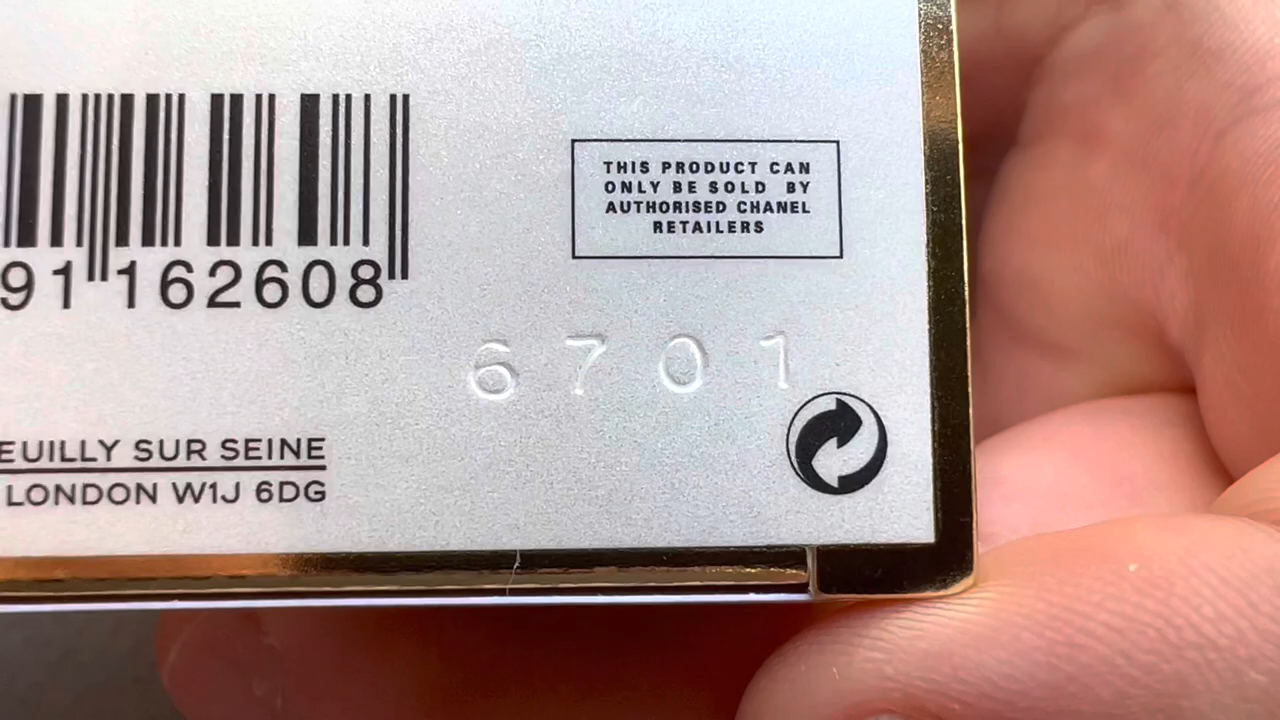 THIS PRODUCT CAN
ONLY BE SOLD BY
AUTHORISED CHANEL
RETAILERS
91 162608
6701
EUILLY SUR SEINE
LONDON W1J 6DG